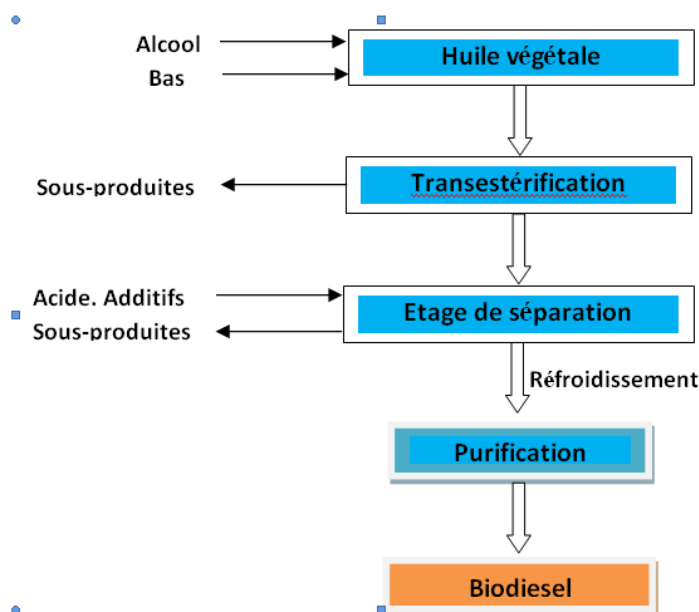 Alcool
Bas
Huile végétale
Sous-produites
Transestérification
Acide. Additifs
Sous-produites
Etage de séparation
Réfroidissement
Purification
Biodiesel